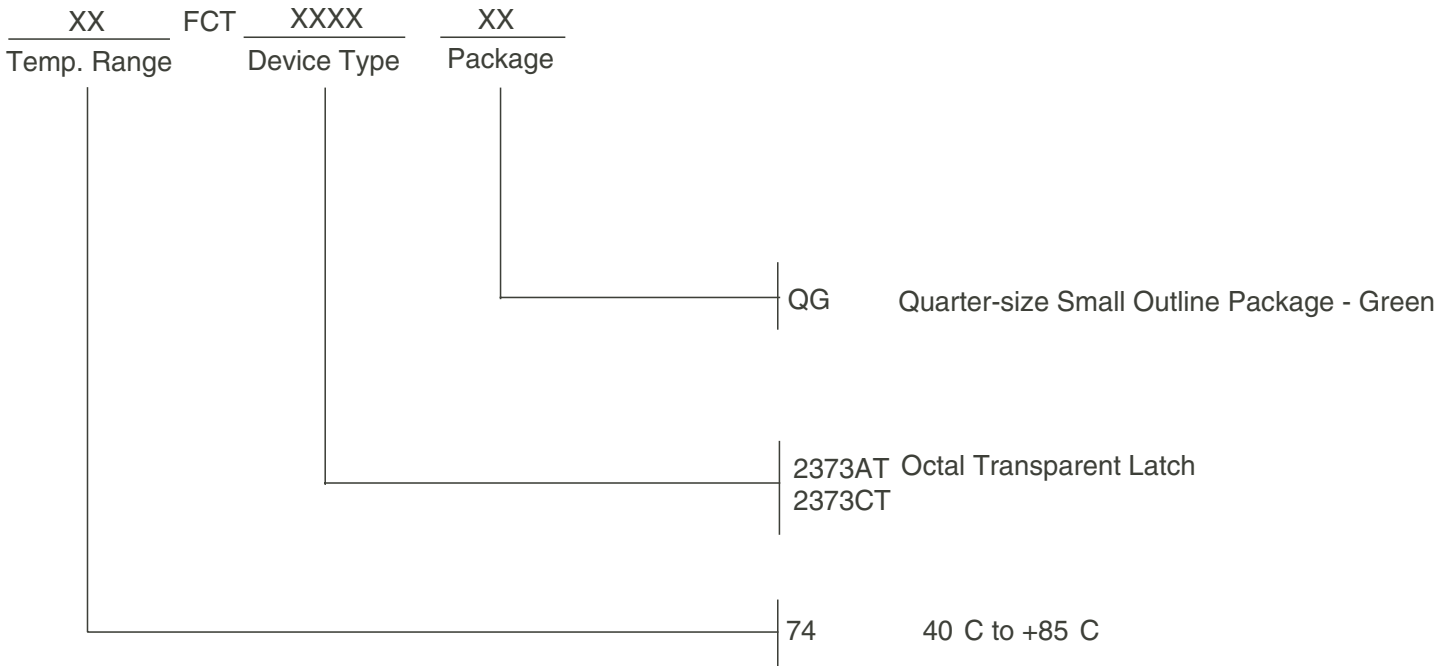 XX FCT XXXX XX
Temp. Range Device Type Package
QG Quarter-size Small Outline Package - Green
2373AT Octal Transparent Latch
2373CT
74 40 C to +85 C